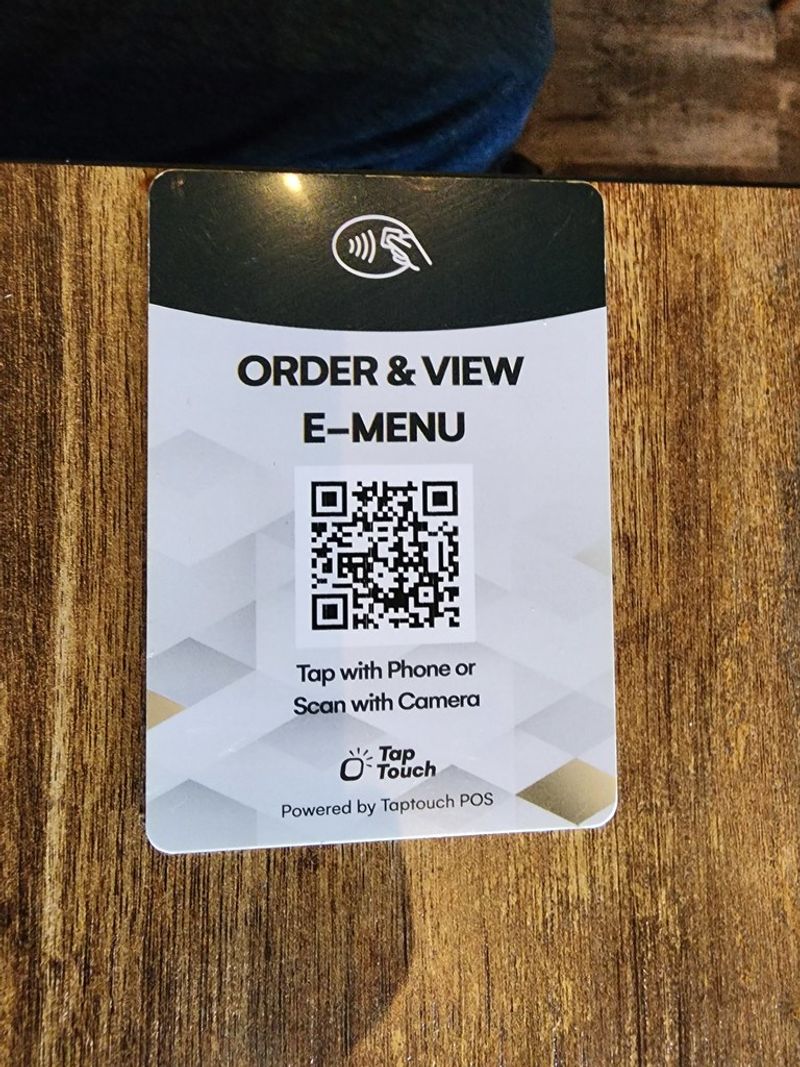 ORDER & VIEW
E-MENU
Tap with Phone or
Scan with Camera
Tap
Touch
Powered by Taptouch POS